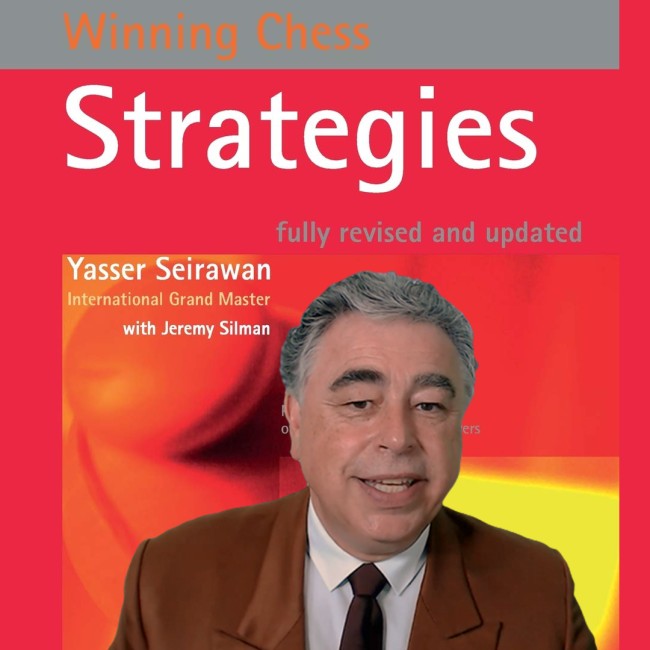 Winning Chess
Strategies
fully revised and updated
Yasser Seirawan
International Grand Master
with Jeremy Silman